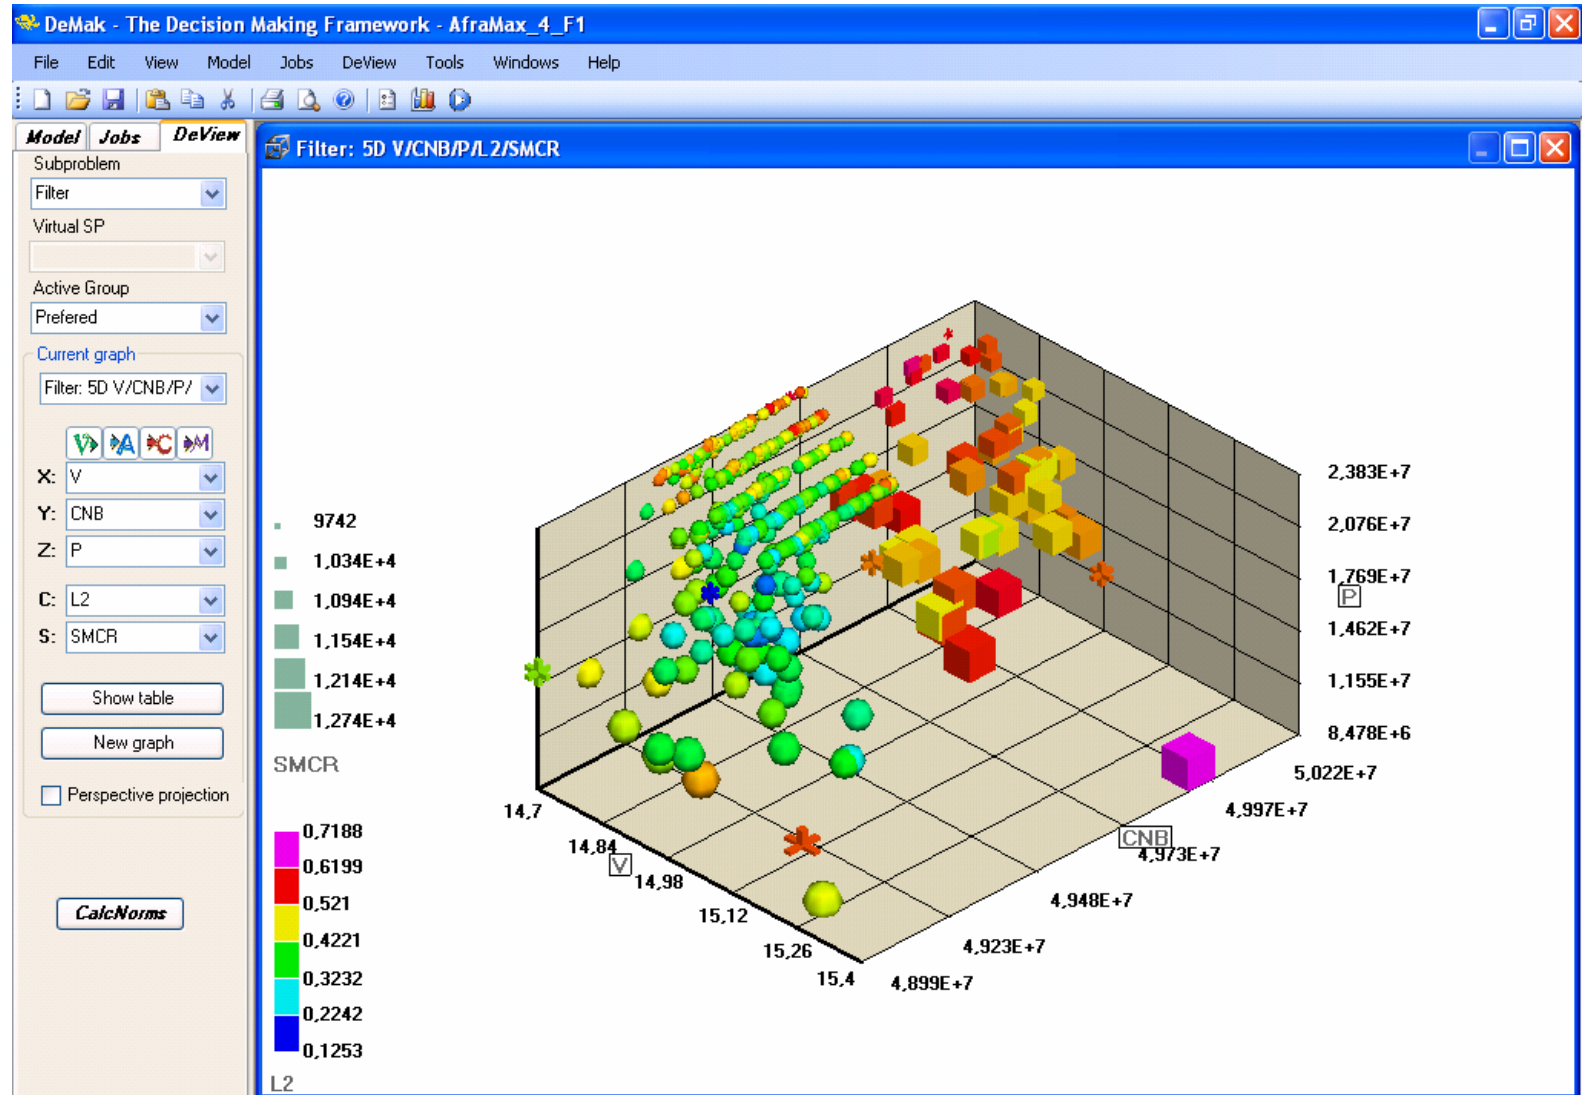 DeMak - The Decision Making Framework - AfraMax_4_F1
File Edit View Model Jobs DeView Tools Windows Help
Model Jobs DeView
Filter: 5D V/CNB/P/L2/SMCR
Subproblem
Filter
Virtual SP
Active Group
Prefered
Current graph
Filter: 5D V/CNB/P/
V A C M
X: V
Y: CNB
Z: P
C: L2
S: SMCR
Show table
New graph
Perspective projection
CalcNorms
9742
1,034E+4
1,094E+4
1,154E+4
1,214E+4
1,274E+4
SMCR
0,7188
0,6199
0,521
0,4221
0,3232
0,2242
0,1253
L2
2,383E+7
2,076E+7
1,769E+7
P
1,462E+7
1,155E+7
8,478E+6
14,7
14,84
V
14,98
15,12
15,26
15,4
5,022E+7
4,997E+7
CNB
4,973E+7
4,948E+7
4,923E+7
4,899E+7